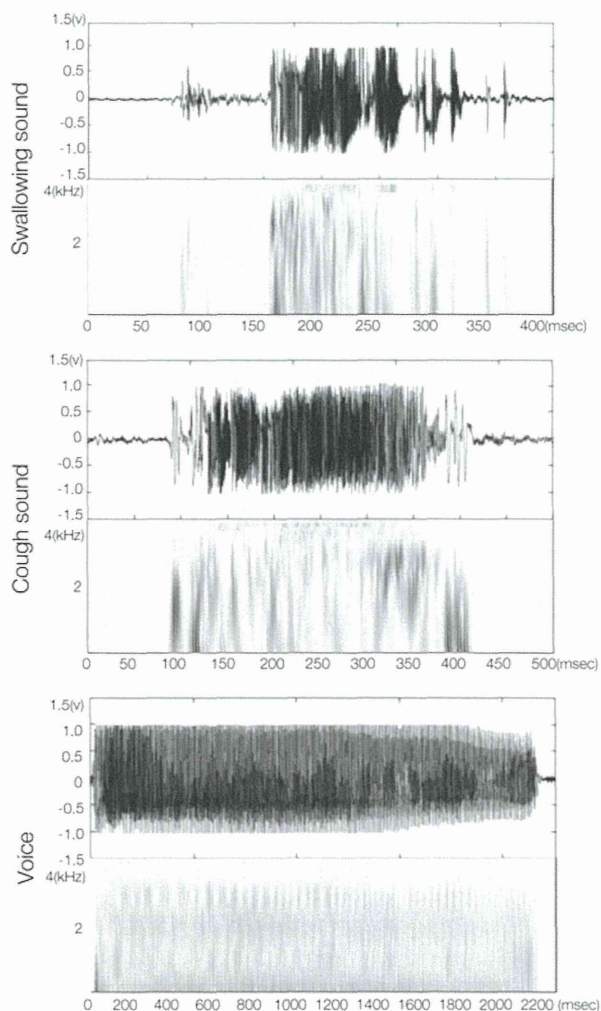 Swallowing sound
1.5(v)
1.0
0.5
0
-0.5
-1.0
-1.5
4(kHz)
2
0 50 100 150 200 250 300 350 400(msec)
Cough sound
1.5(v)
1.0
0.5
0
-0.5
-1.0
-1.5
4(kHz)
2
0 50 100 150 200 250 300 350 400 450 500(msec)
Voice
1.5(v)
1.0
0.5
0
-0.5
-1.0
-1.5
4(kHz)
2
0 200 400 600 800 1000 1200 1400 1600 1800 2000 2200 (msec)